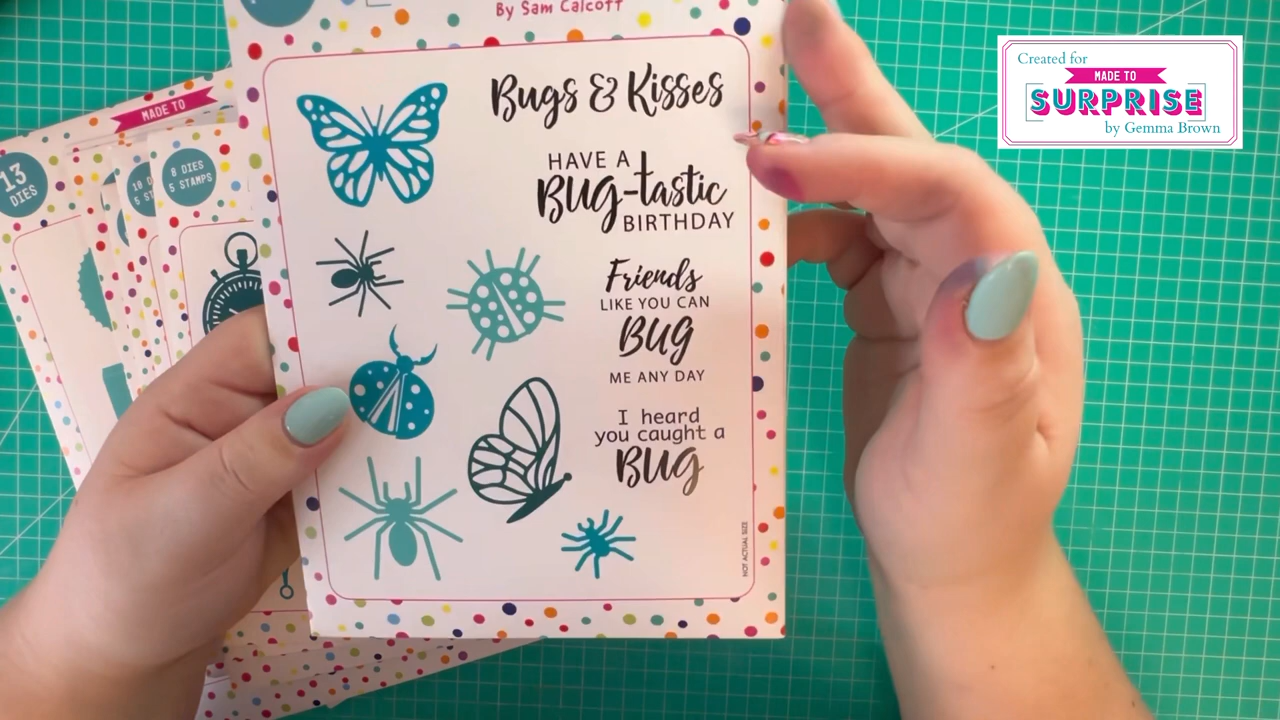 By Sam Calcott
Bugs & Kisses
HAVE A
BUG-tastic
BIRTHDAY
Friends
LIKE YOU CAN
BUG
ME ANY DAY
I heard
you caught a
BUG
NOT ACTUAL SIZE
MADE TO
13
DIES
8 DIES
5 STAMPS
Created for
MADE TO
SURPRISE
by Gemma Brown